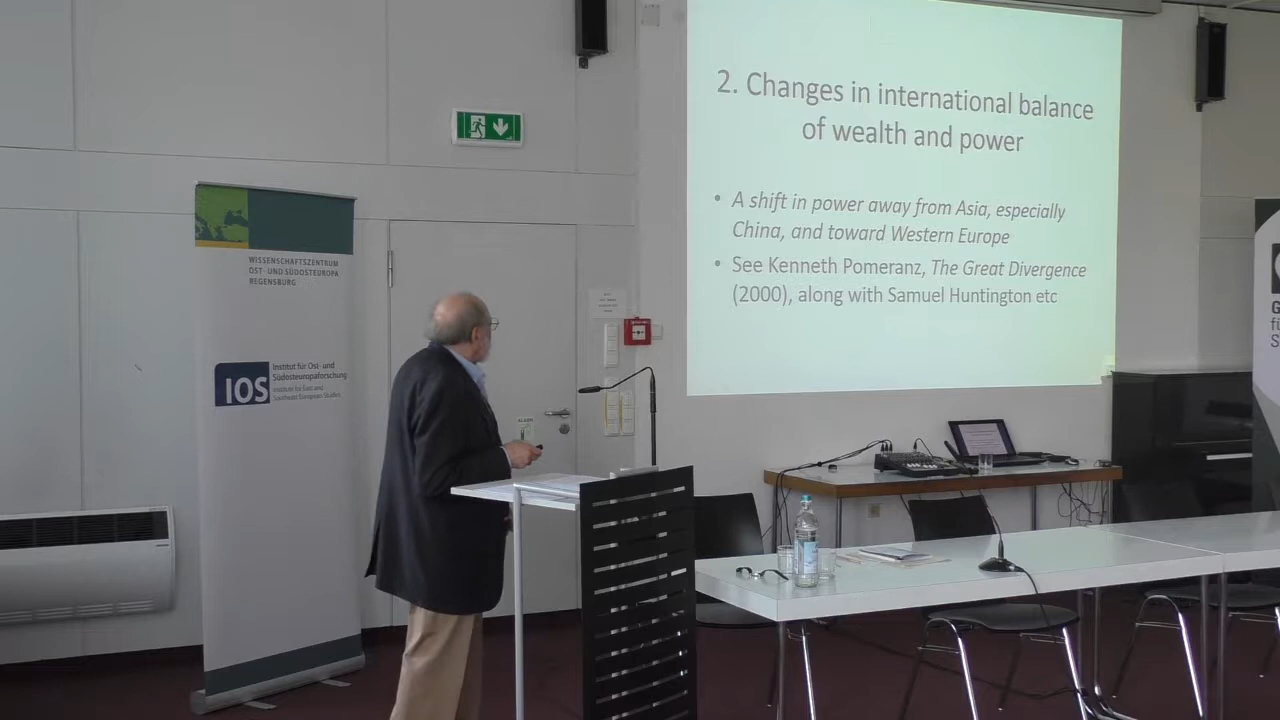 2. Changes in international balance
of wealth and power
• A shift in power away from Asia, especially
China, and toward Western Europe
• See Kenneth Pomeranz, The Great Divergence
(2000), along with Samuel Huntington etc
WISSENSCHAFTSZENTRUM
OST- UND SÜDOSTEUROPA
REGENSBURG
IOS
Institut für Ost- und
Südosteuropaforschung
Institute for East and
Southeast European Studies
G
fü
S